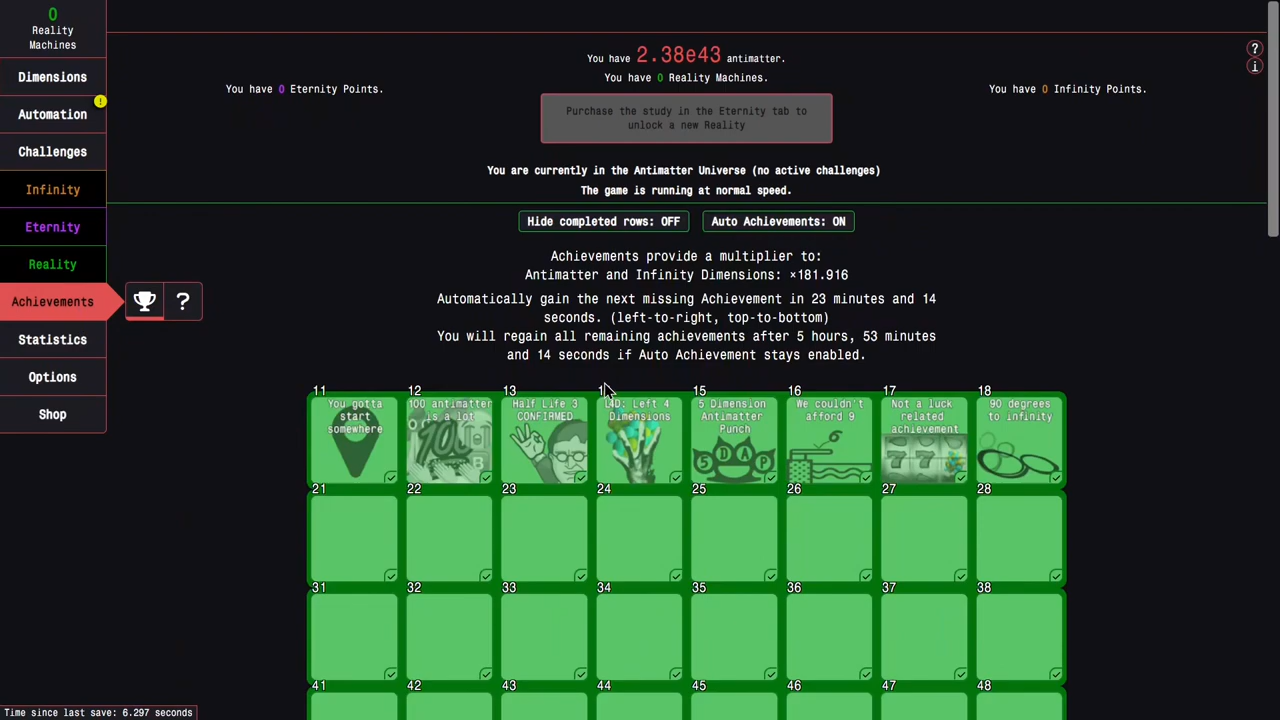 0
Reality
Machines
Dimensions
Automation
!
Challenges
Infinity
Eternity
Reality
Achievements
?
Statistics
Options
Shop
You have 2.38e43 antimatter.
You have 0 Reality Machines.
You have 0 Eternity Points.
You have 0 Infinity Points.
?
i
Purchase the study in the Eternity tab to
unlock a new Reality
You are currently in the Antimatter Universe (no active challenges)
The game is running at normal speed.
Hide completed rows: OFF
Auto Achievements: ON
Achievements provide a multiplier to:
Antimatter and Infinity Dimensions: ×181.916
Automatically gain the next missing Achievement in 23 minutes and 14
seconds. (left-to-right, top-to-bottom)
You will regain all remaining achievements after 5 hours, 53 minutes
and 14 seconds if Auto Achievement stays enabled.
11
You gotta
start
somewhere
12
100 antimatter
is a lot
13
Half Life 3
CONFIRMED
L4D: Left 4
Dimensions
15
5 Dimension
Antimatter
Punch
5 D A P
16
We couldn't
afford 9
17
Not a luck
related
achievement
7 7
18
90 degrees
to infinity
21 22 23 24 25 26 27 28
31 32 33 34 35 36 37 38
41 42 43 44 45 46 47 48
Time since last save: 6.297 seconds